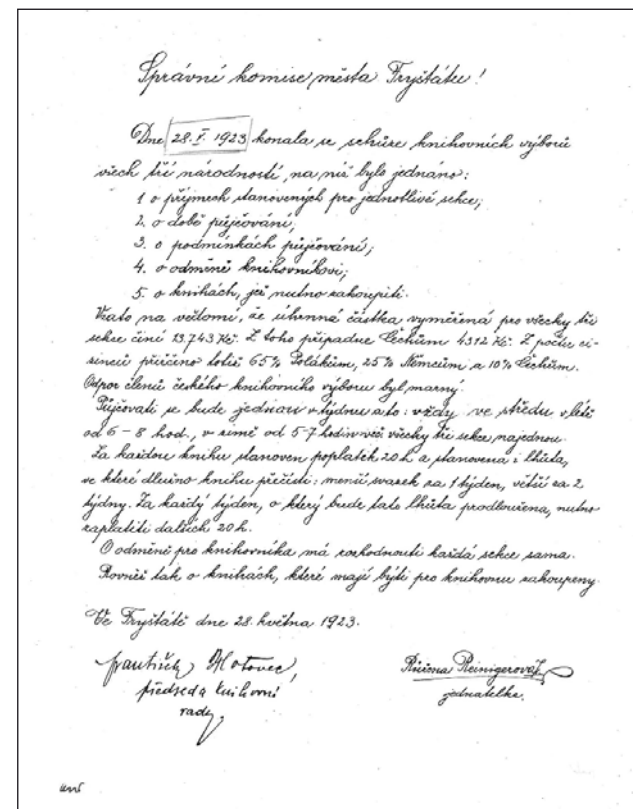 Správní komise města Fryštátu!
Dne 28. V. 1923 konala se schůze knihovních výborů
všech tří národností, na níž bylo jednáno:
1. o příjmech stanovených pro jednotlivé sekce;
2. o době půjčování;
3. o podmínkách půjčování;
4. o odměně knihovníkovi;
5. o knihách, jež nutno zakoupiti.
Vzato na vědomí, že úhrnná částka vyměřená pro všecky tři
sekce činí 13.743 Kč. Z toho připadne Čechům 4312 Kč. Z počtu ci-
zinců přiřčino totiž 65% Polákům, 25% Němcům a 10% Čechům.
Odpor členů českého knihovního výboru byl marný.
Půjčovati se bude jednou v týdnu a to: vždy ve středu v létě
od 6 - 8 hod., v zimě od 5-7 hodin več všecky tři sekce najednou.
Za každou knihu stanoven poplatek 20 h a stanovena i lhůta,
ve které dlužno knihu přečísti: menší svazek za 1 týden, větší za 2
týdny. Za každý týden, o který bude tato lhůta prodloužena, nutno
zaplatiti dalších 20 h.
O odměně pro knihovníka má rozhodnouti každá sekce sama.
Rovněž tak o knihách, které mají býti pro knihovnu zakoupeny.
Ve Fryštátě dne 28. května 1923.
František Hotovec,
předseda knihovní
rady.
Růžena Reinigerová
jednatelka.